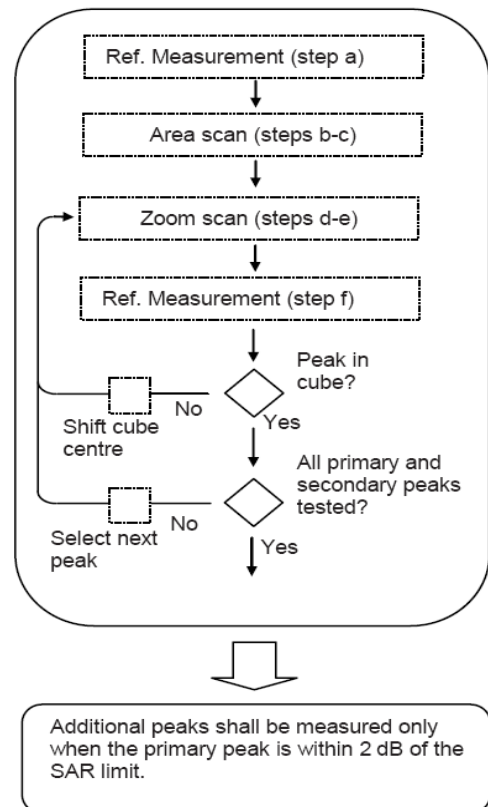 Ref. Measurement (step a)
Area scan (steps b-c)
Zoom scan (steps d-e)
Ref. Measurement (step f)
Peak in
cube?
No
Yes
Shift cube
centre
All primary and
secondary peaks
tested?
No
Yes
Select next
peak
Additional peaks shall be measured only
when the primary peak is within 2 dB of the
SAR limit.